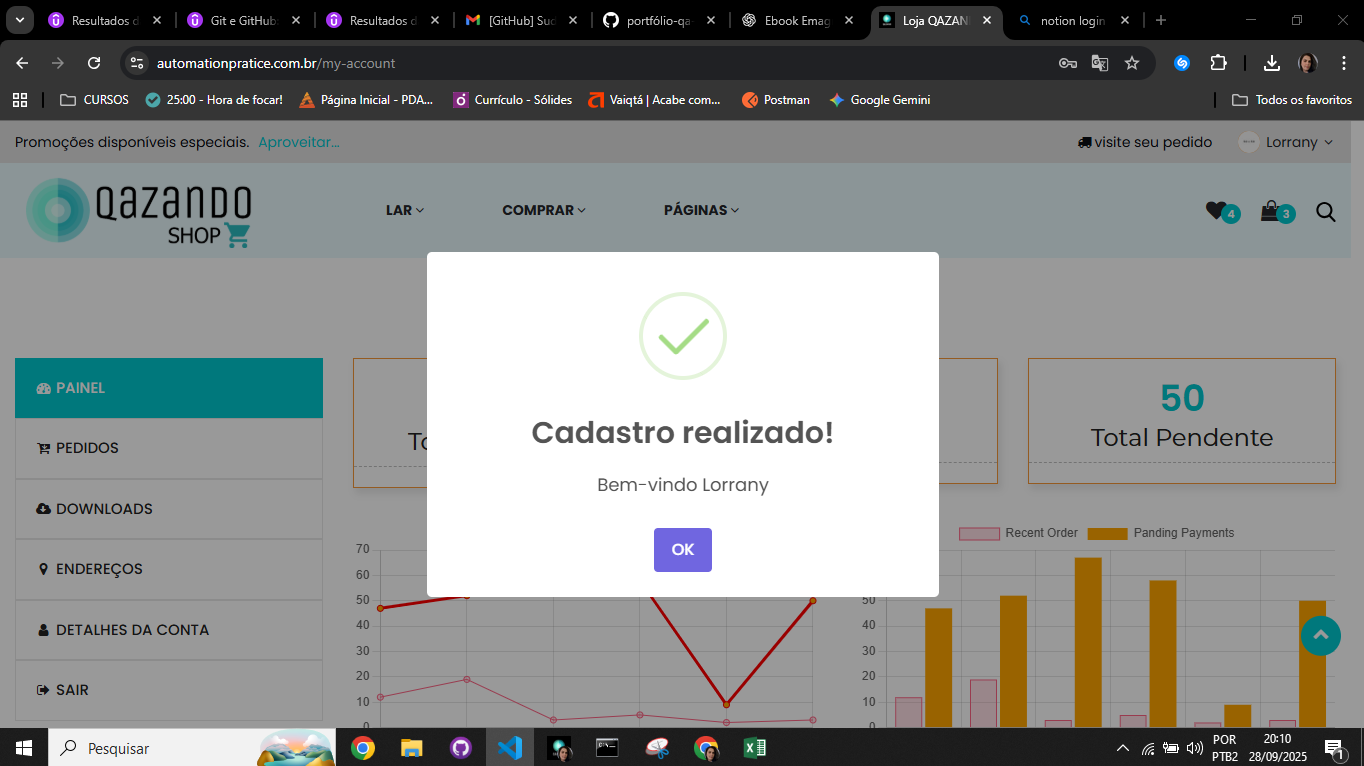 Resultados d
Git e GitHub:
Resultados d
[GitHub] Sud
portfólio-qa
Ebook Emag
Loja QAZAN
notion login
automationpratice.com.br/my-account
CURSOS
25:00 - Hora de focar!
Página Inicial - PDA...
Currículo - Sólides
Vaiqtá | Acabe com...
Postman
Google Gemini
Todos os favoritos
Promoções disponíveis especiais. Aproveitar...
visite seu pedido
Lorrany
QAZANDO
SHOP
LAR
COMPRAR
PÁGINAS
4
3
Cadastro realizado!
Bem-vindo Lorrany
OK
PAINEL
PEDIDOS
DOWNLOADS
ENDEREÇOS
DETALHES DA CONTA
SAIR
50
Total Pendente
Recent Order
Panding Payments
70
60
50
40
30
20
10
0
50
40
30
20
10
0
Pesquisar
POR
PTB2
20:10
28/09/2025
1